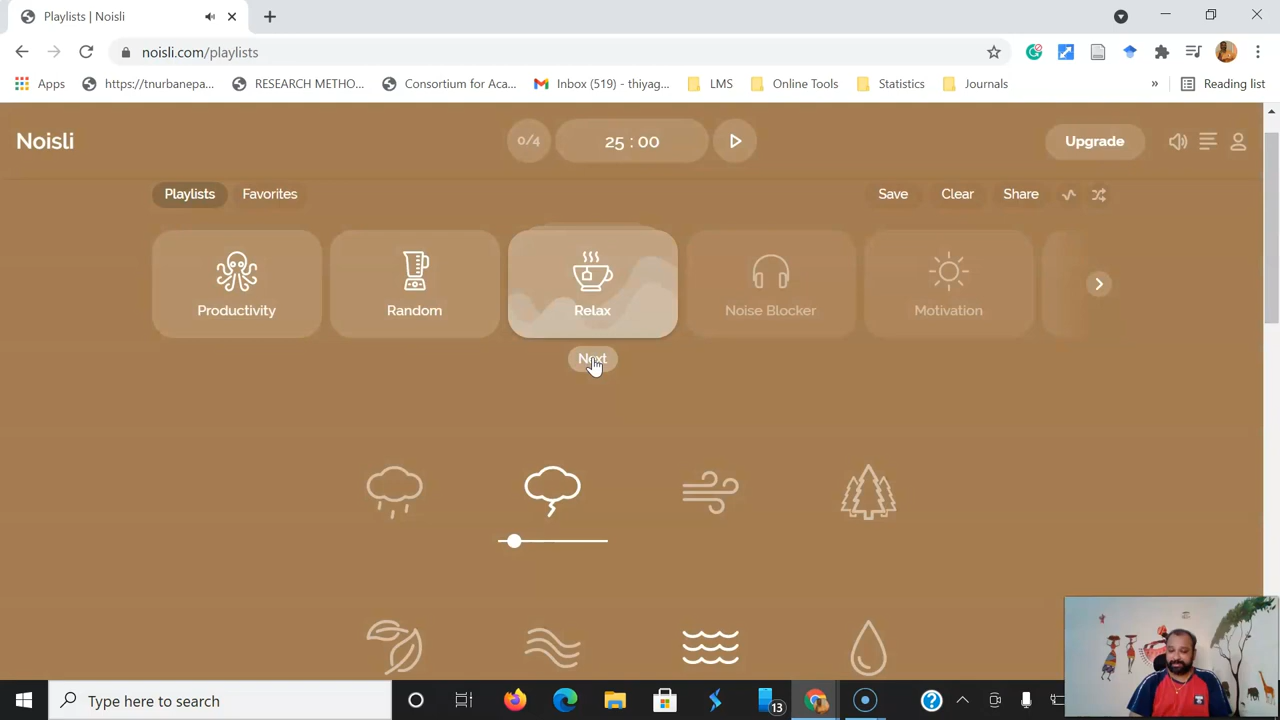 Playlists | Noisli
noisli.com/playlists
Apps
https://tnurbanepa...
RESEARCH METHO...
Consortium for Aca...
Inbox (519) - thiyag...
LMS
Online Tools
Statistics
Journals
»
Reading list
Noisli
0/4
25 : 00
Upgrade
Playlists
Favorites
Save
Clear
Share
Productivity
Random
Relax
Noise Blocker
Motivation
Next
Type here to search
13